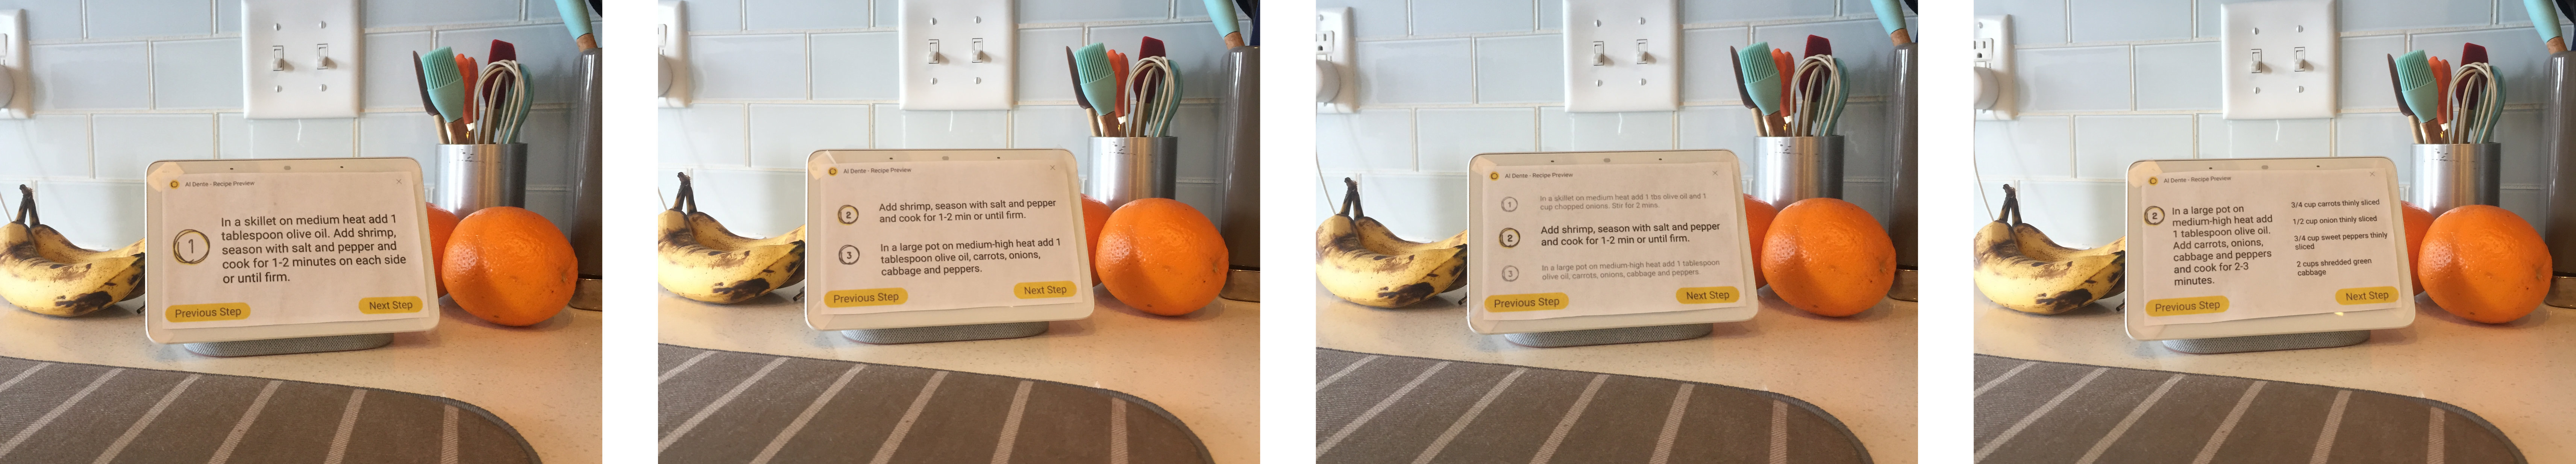 Al Dente - Recipe Preview
×
1
In a skillet on medium heat add 1
tablespoon olive oil. Add shrimp,
season with salt and pepper and
cook for 1-2 minutes on each side
or until firm.
Previous Step
Next Step
Al Dente - Recipe Preview
×
2
Add shrimp, season with salt and pepper
and cook for 1-2 min or until firm.
3
In a large pot on medium-high heat add 1
tablespoon olive oil, carrots, onions,
cabbage and peppers.
Previous Step
Next Step
Al Dente - Recipe Preview
×
1
In a skillet on medium heat add 1 tbs olive oil and 1
cup chopped onions. Stir for 2 mins.
2
Add shrimp, season with salt and pepper
and cook for 1-2 min or until firm.
3
In a large pot on medium-high heat add 1 tablespoon
olive oil, carrots, onions, cabbage and peppers
Previous Step
Next Step
Al Dente - Recipe Preview
×
2
In a large pot on
medium-high heat add
1 tablespoon olive oil.
Add carrots, onions,
cabbage and peppers
and cook for 2-3
minutes.
3/4 cup carrots thinly sliced
1/2 cup onion thinly sliced
3/4 cup sweet peppers thinly
sliced
2 cups shredded green
cabbage
Previous Step
Next Step